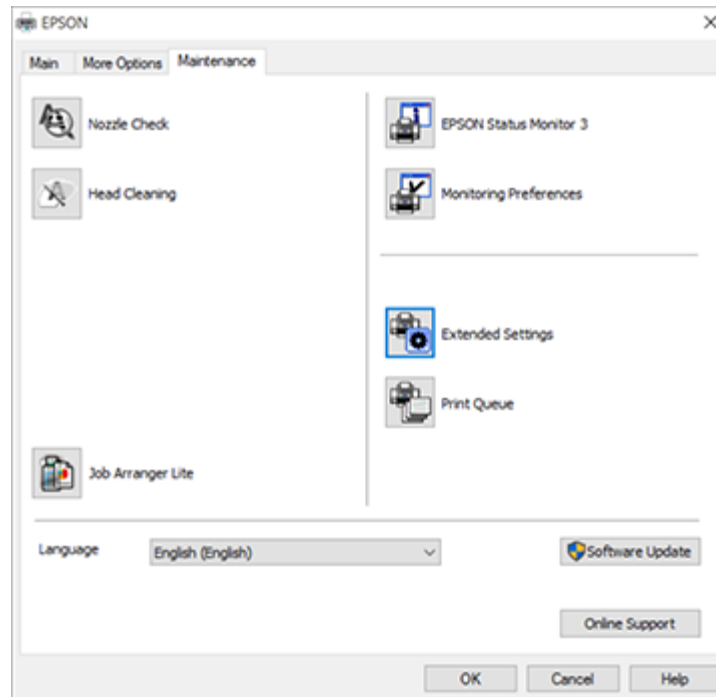 EPSON
Main
More Options
Maintenance
Nozzle Check
Head Cleaning
Job Arranger Lite
EPSON Status Monitor 3
Monitoring Preferences
Extended Settings
Print Queue
Language
English (English)
Software Update
Online Support
OK
Cancel
Help